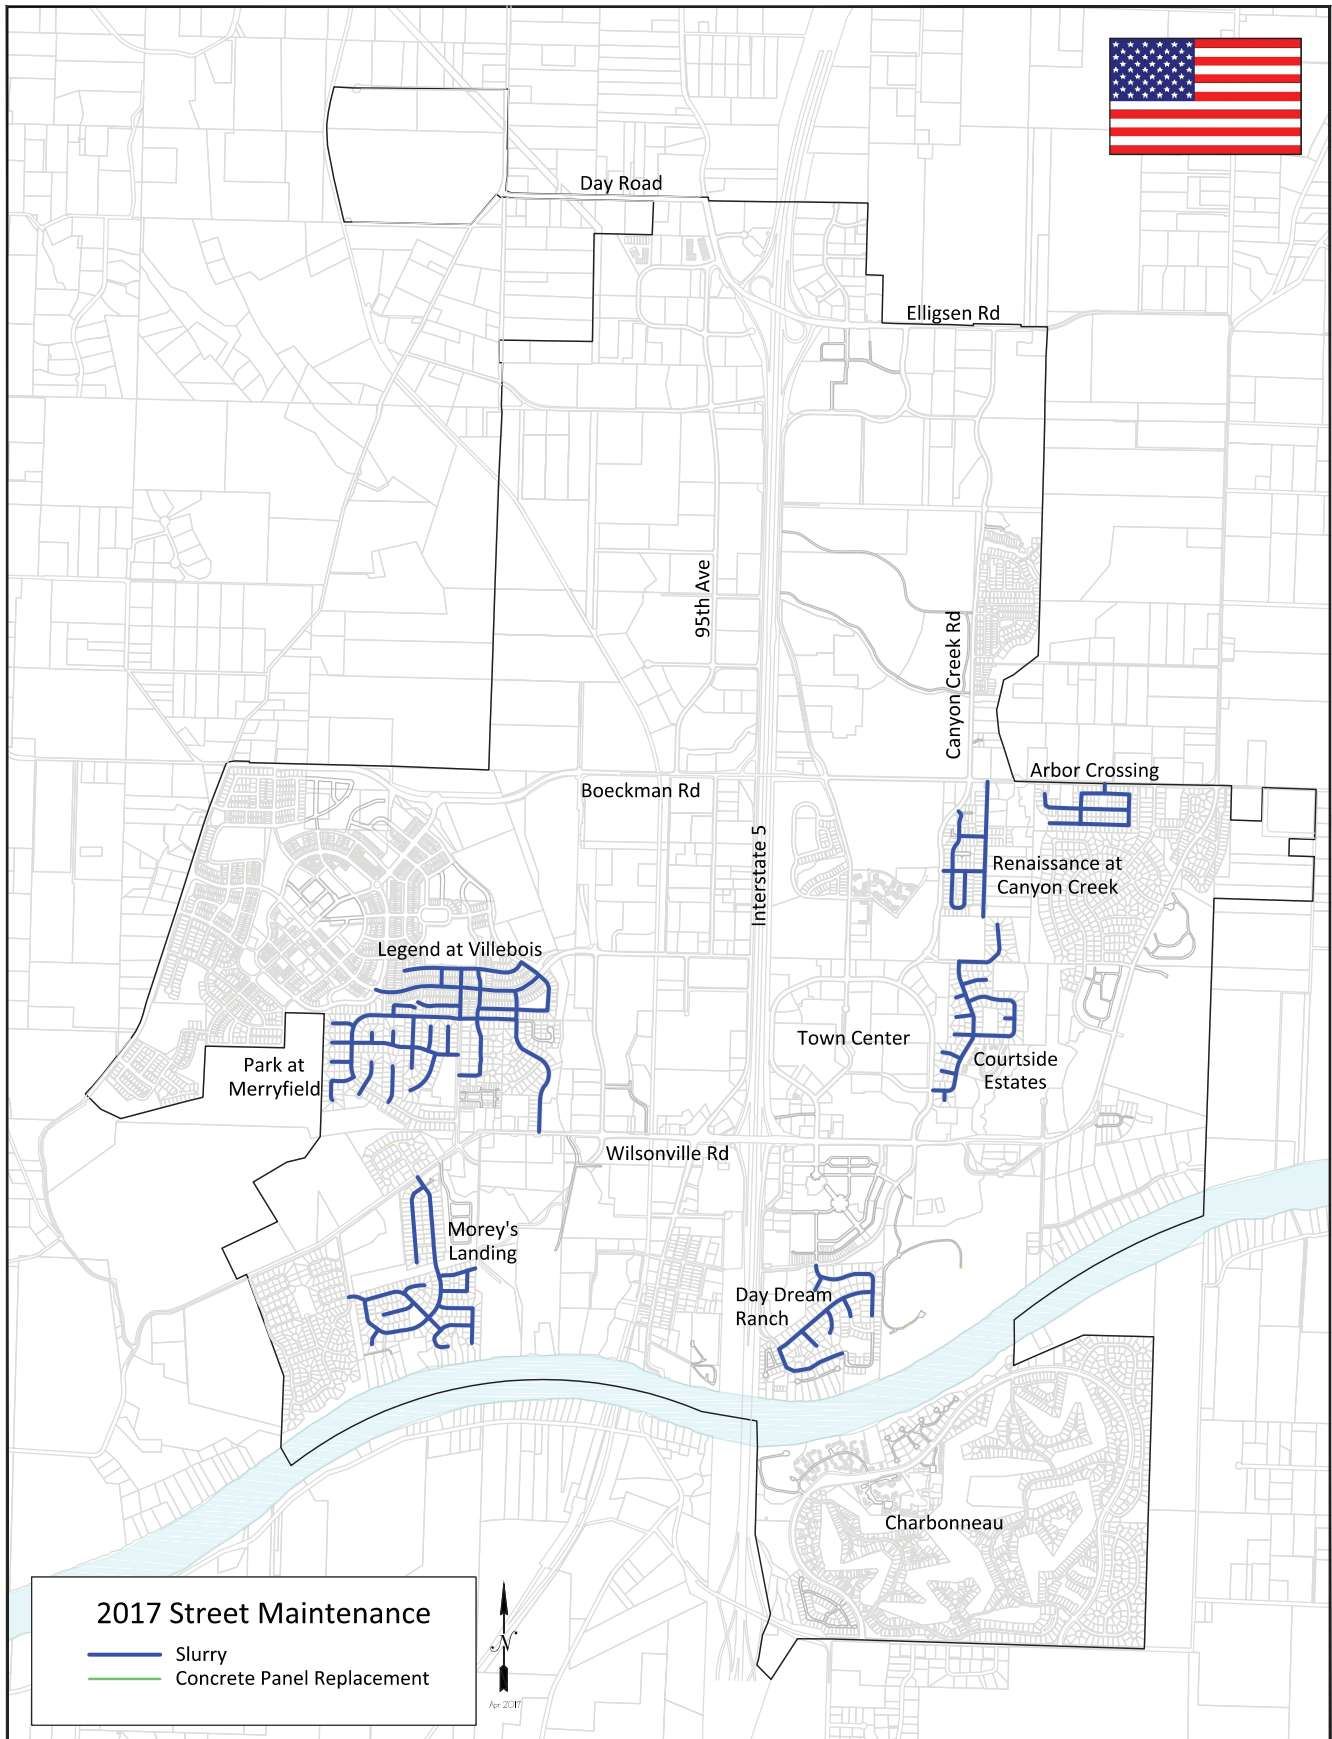 Day Road
Elligsen Rd
95th Ave
Canyon Creek Rd
Arbor Crossing
Boeckman Rd
Interstate 5
Renaissance at
Canyon Creek
Legend at Villebois
Town Center
Courtside
Estates
Park at
Merryfield
Wilsonville Rd
Morey's
Landing
Day Dream
Ranch
Charbonneau
2017 Street Maintenance
Slurry
Concrete Panel Replacement
N
Apr 2017